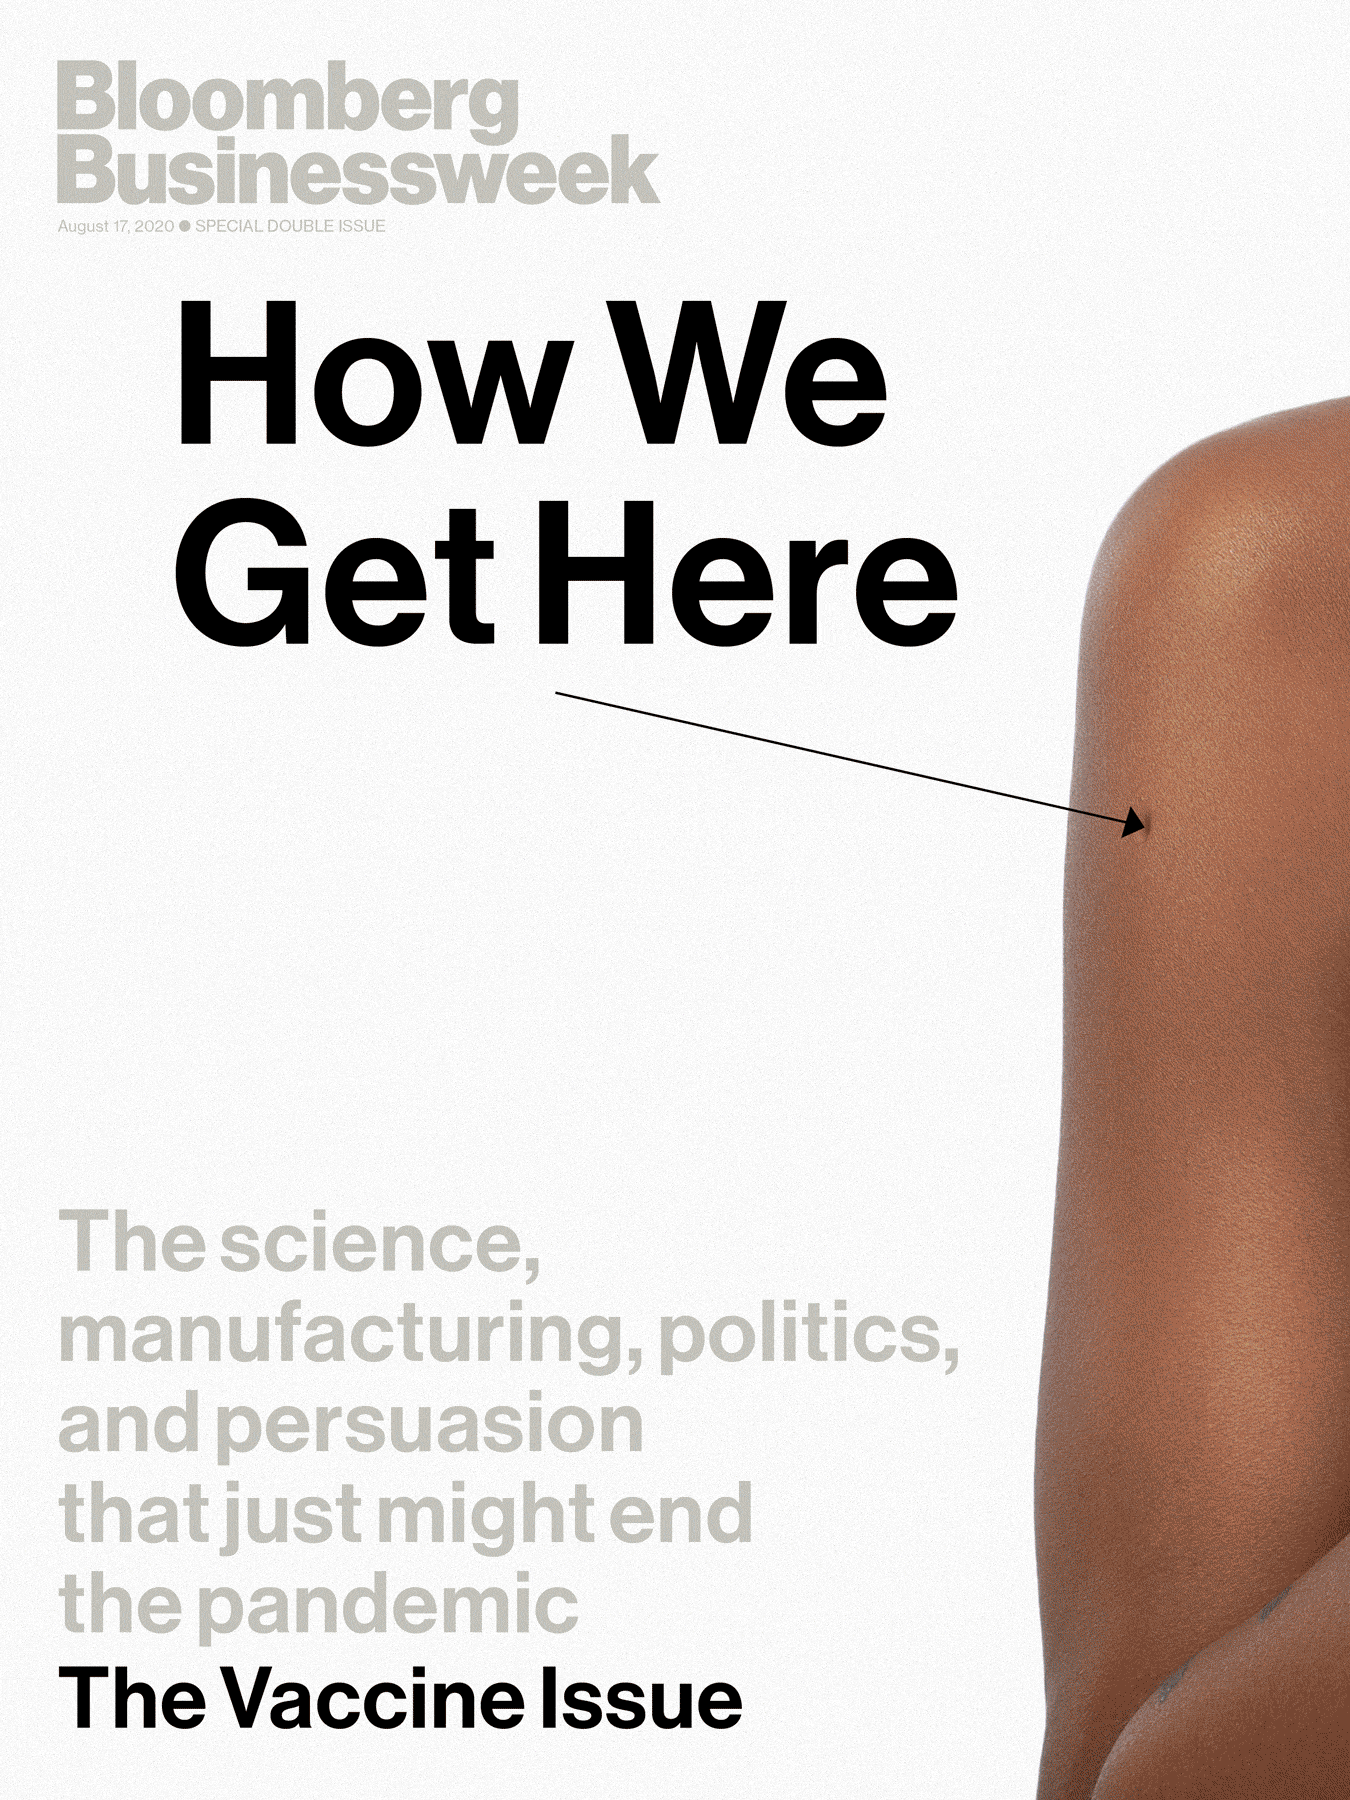 Bloomberg
Businessweek
August 17, 2020 ● SPECIAL DOUBLE ISSUE
How We
Get Here
The science,
manufacturing, politics,
and persuasion
that just might end
the pandemic
The Vaccine Issue